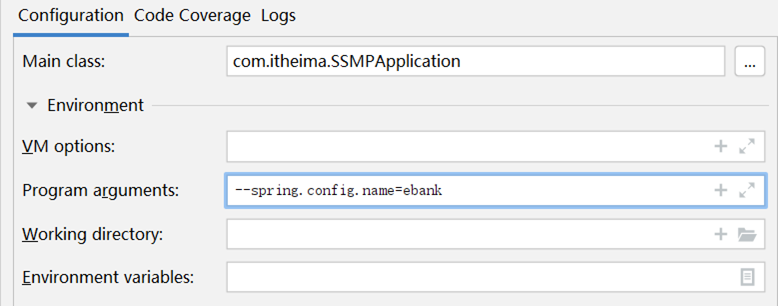 Configuration Code Coverage Logs
Main class: com.itheima.SSMPApplication ...
Environment
VM options:
Program arguments: --spring.config.name=ebank
Working directory:
Environment variables: